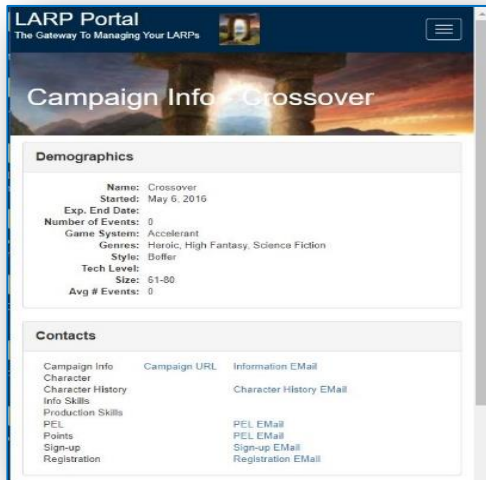 LARP Portal
The Gateway To Managing Your LARPs
Campaign Info - Crossover
Demographics
Name: Crossover
Started: May 6, 2016
Exp. End Date:
Number of Events: 0
Game System: Accelerant
Genres: Heroic, High Fantasy, Science Fiction
Style: Boffer
Tech Level:
Size: 61-80
Avg # Events: 0
Contacts
Campaign Info Campaign URL Information EMail
Character
Character History Character History EMail
Info Skills
Production Skills
PEL PEL EMail
Points PEL EMail
Sign-up Sign-up EMail
Registration Registration EMail